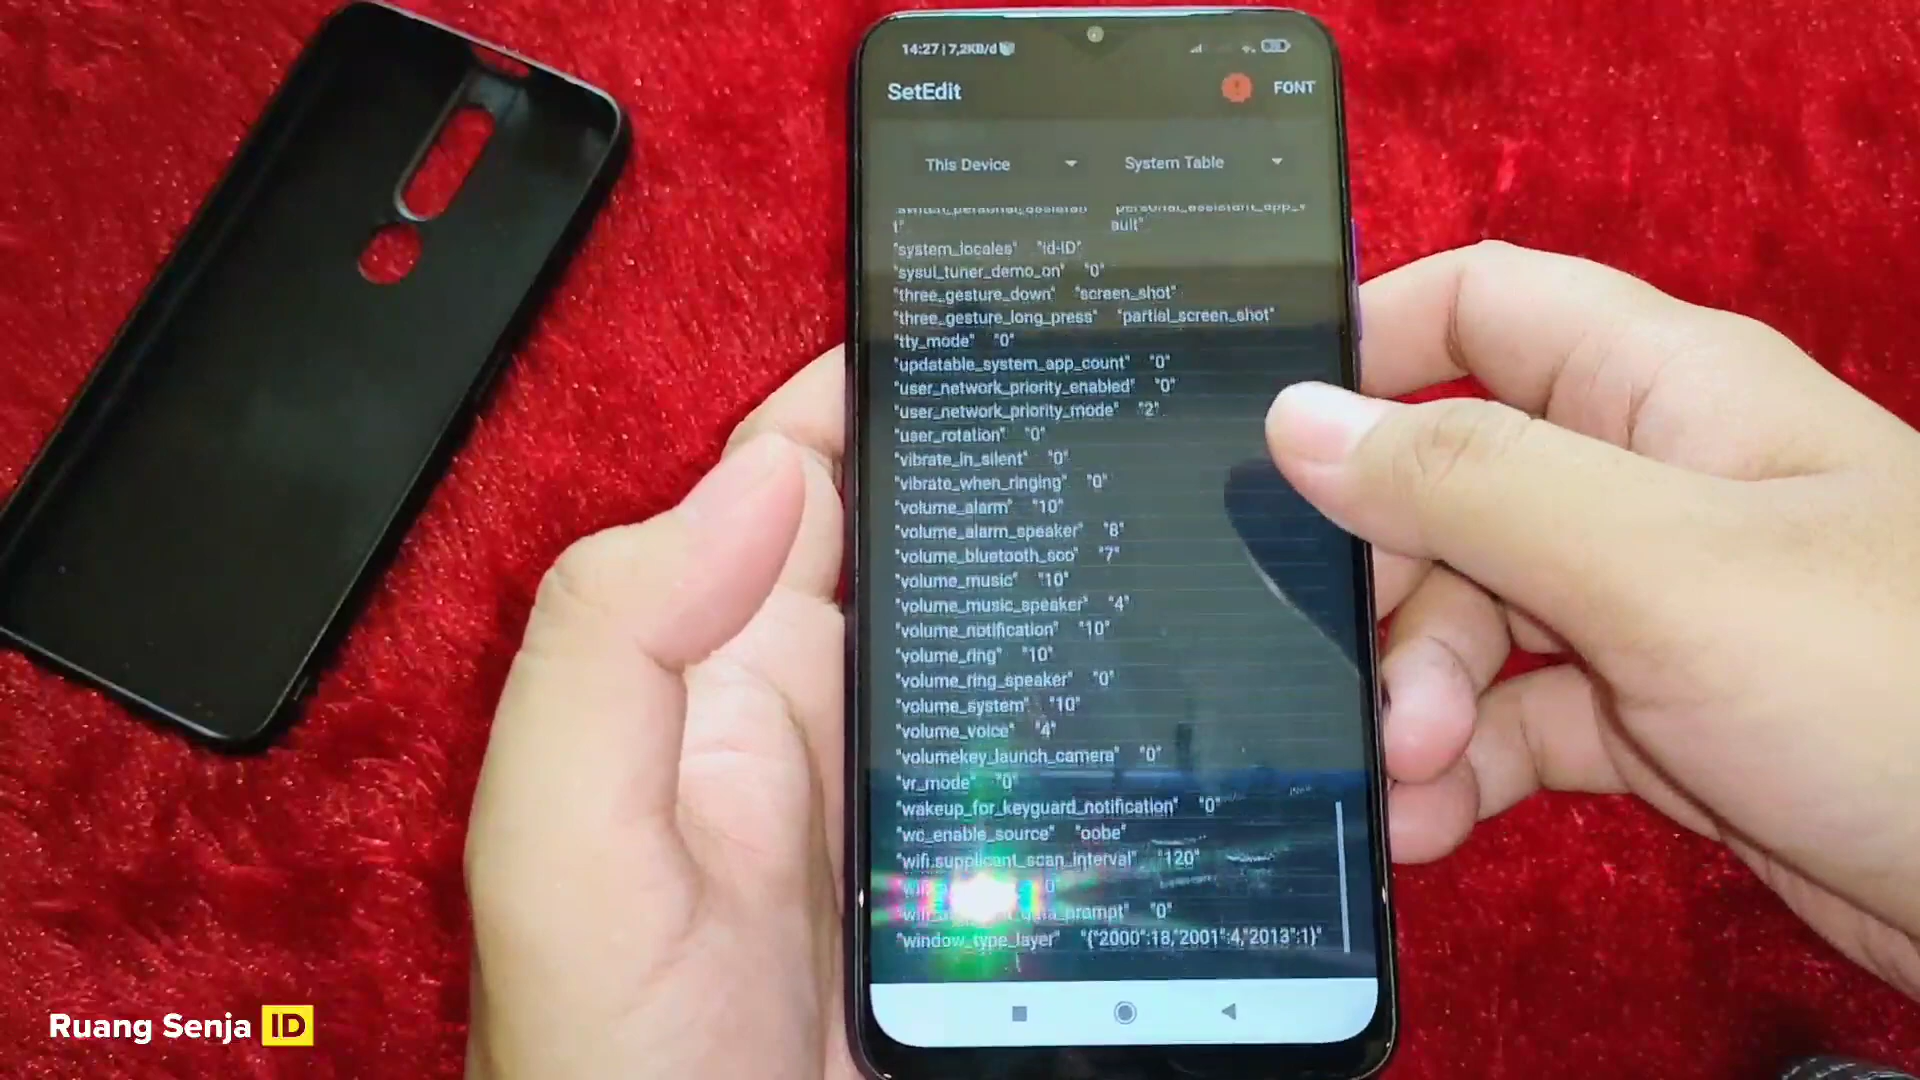 14:27 | 7,2KB/d
SetEdit
FONT
This Device
System Table
t" ault"
"system_locales" "id-ID"
"sysui_tuner_demo_on" "0"
"three_gesture_down" "screen_shot"
"three_gesture_long_press" "partial_screen_shot"
"tty_mode" "0"
"updatable_system_app_count" "0"
"user_network_priority_enabled" "0"
"user_network_priority_mode" "2"
"user_rotation" "0"
"vibrate_in_silent" "0"
"vibrate_when_ringing" "0"
"volume_alarm" "10"
"volume_alarm_speaker" "8"
"volume_bluetooth_sco" "7"
"volume_music" "10"
"volume_music_speaker" "4"
"volume_notification" "10"
"volume_ring" "10"
"volume_ring_speaker" "0"
"volume_system" "10"
"volume_voice" "4"
"volumekey_launch_camera" "0"
"vr_mode" "0"
"wakeup_for_keyguard_notification" "0"
"wc_enable_source" "oobe"
"wifi.supplicant_scan_interval" "120"
"0"
"window_type_layer" "{"2000":18,"2001":4,"2013":1}"
Ruang Senja ID